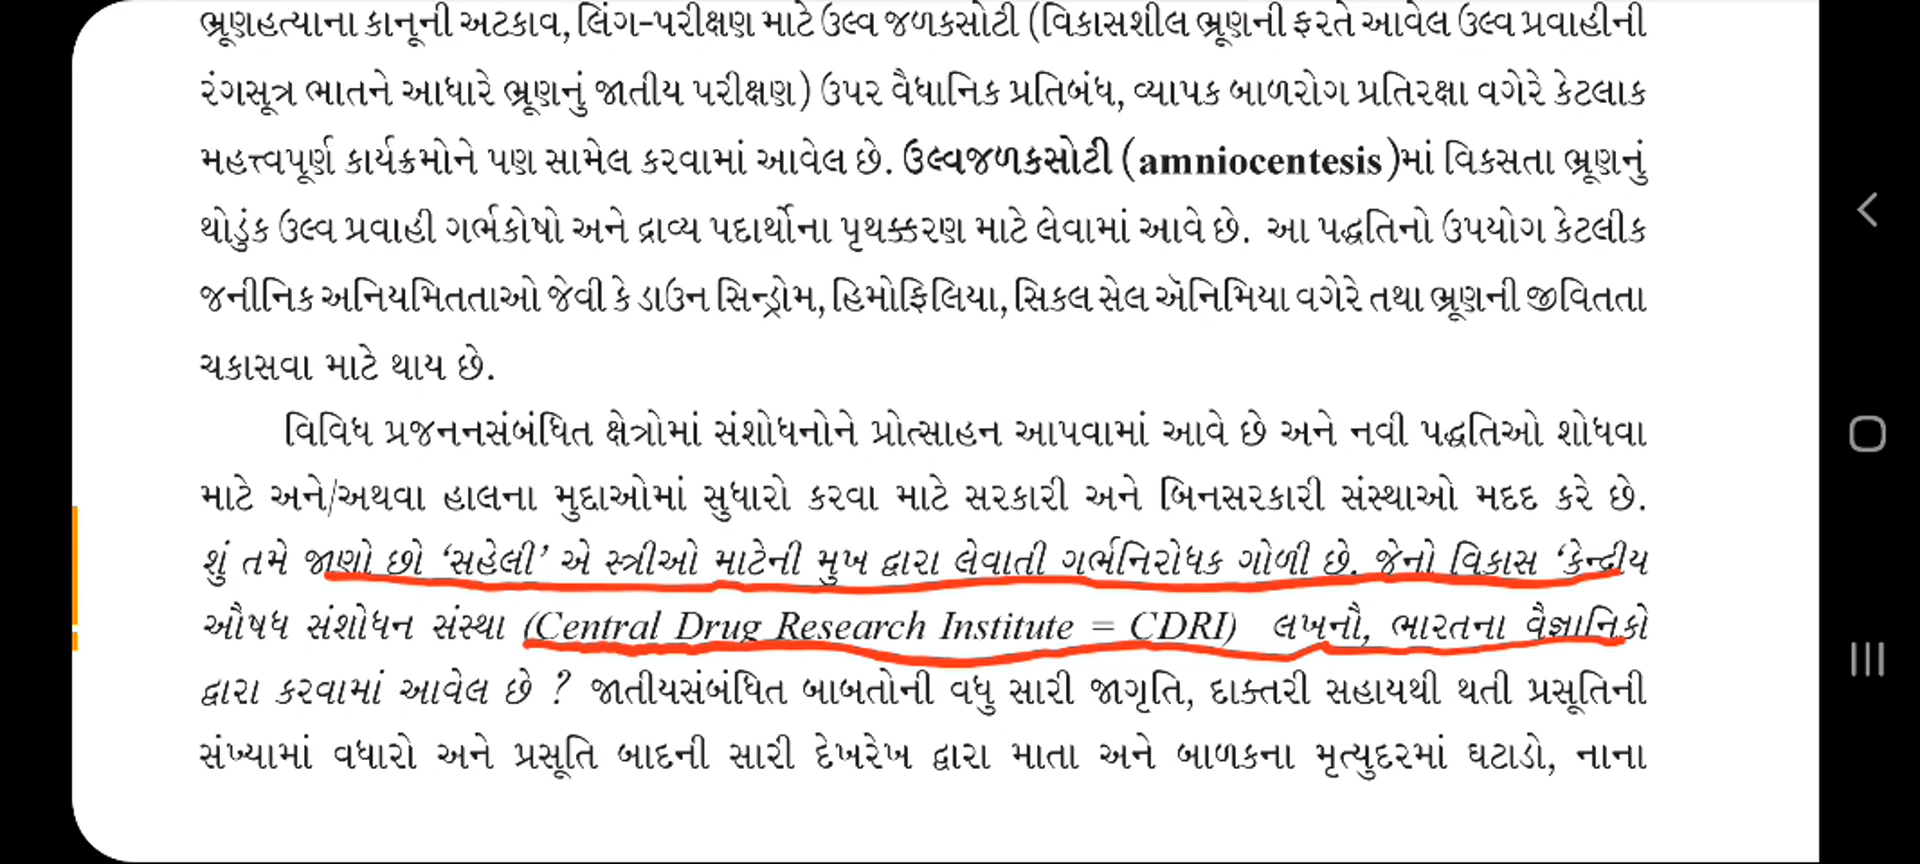 ભ્રૂણહત્યાના કાનૂની અટકાવ, લિંગ-પરીક્ષણ માટે ઉલ્વ જળકસોટી (વિકાસશીલ ભ્રૂણની ફરતે આવેલ ઉલ્વ પ્રવાહીની
રંગસૂત્ર ભાતને આધારે ભ્રૂણનું જાતીય પરીક્ષણ) ઉપર વૈધાનિક પ્રતિબંધ, વ્યાપક બાળરોગ પ્રતિરક્ષા વગેરે કેટલાક
મહત્ત્વપૂર્ણ કાર્યક્રમોને પણ સામેલ કરવામાં આવેલ છે. ઉલ્વજળકસોટી (amniocentesis)માં વિકસતા ભ્રૂણનું
થોડુંક ઉલ્વ પ્રવાહી ગર્ભકોષો અને દ્રાવ્ય પદાર્થોના પૃથક્કરણ માટે લેવામાં આવે છે. આ પદ્ધતિનો ઉપયોગ કેટલીક
જનીનિક અનિયમિતતાઓ જેવી કે ડાઉન સિન્ડ્રોમ, હિમોફિલિયા, સિકલ સેલ ઍનિમિયા વગેરે તથા ભ્રૂણની જીવિતતા
ચકાસવા માટે થાય છે.
વિવિધ પ્રજનનસંબંધિત ક્ષેત્રોમાં સંશોધનોને પ્રોત્સાહન આપવામાં આવે છે અને નવી પદ્ધતિઓ શોધવા
માટે અને/અથવા હાલના મુદ્દાઓમાં સુધારો કરવા માટે સરકારી અને બિનસરકારી સંસ્થાઓ મદદ કરે છે.
શું તમે જાણો છો ‘સહેલી’ એ સ્ત્રીઓ માટેની મુખ દ્વારા લેવાતી ગર્ભનિરોધક ગોળી છે. જેનો વિકાસ ‘કેન્દ્રીય
ઔષધ સંશોધન સંસ્થા (Central Drug Research Institute = CDRI) લખનૌ, ભારતના વૈજ્ઞાનિકો
દ્વારા કરવામાં આવેલ છે ? જાતીયસંબંધિત બાબતોની વધુ સારી જાગૃતિ, દાક્તરી સહાયથી થતી પ્રસૂતિની
સંખ્યામાં વધારો અને પ્રસૂતિ બાદની સારી દેખરેખ દ્વારા માતા અને બાળકના મૃત્યુદરમાં ઘટાડો, નાના